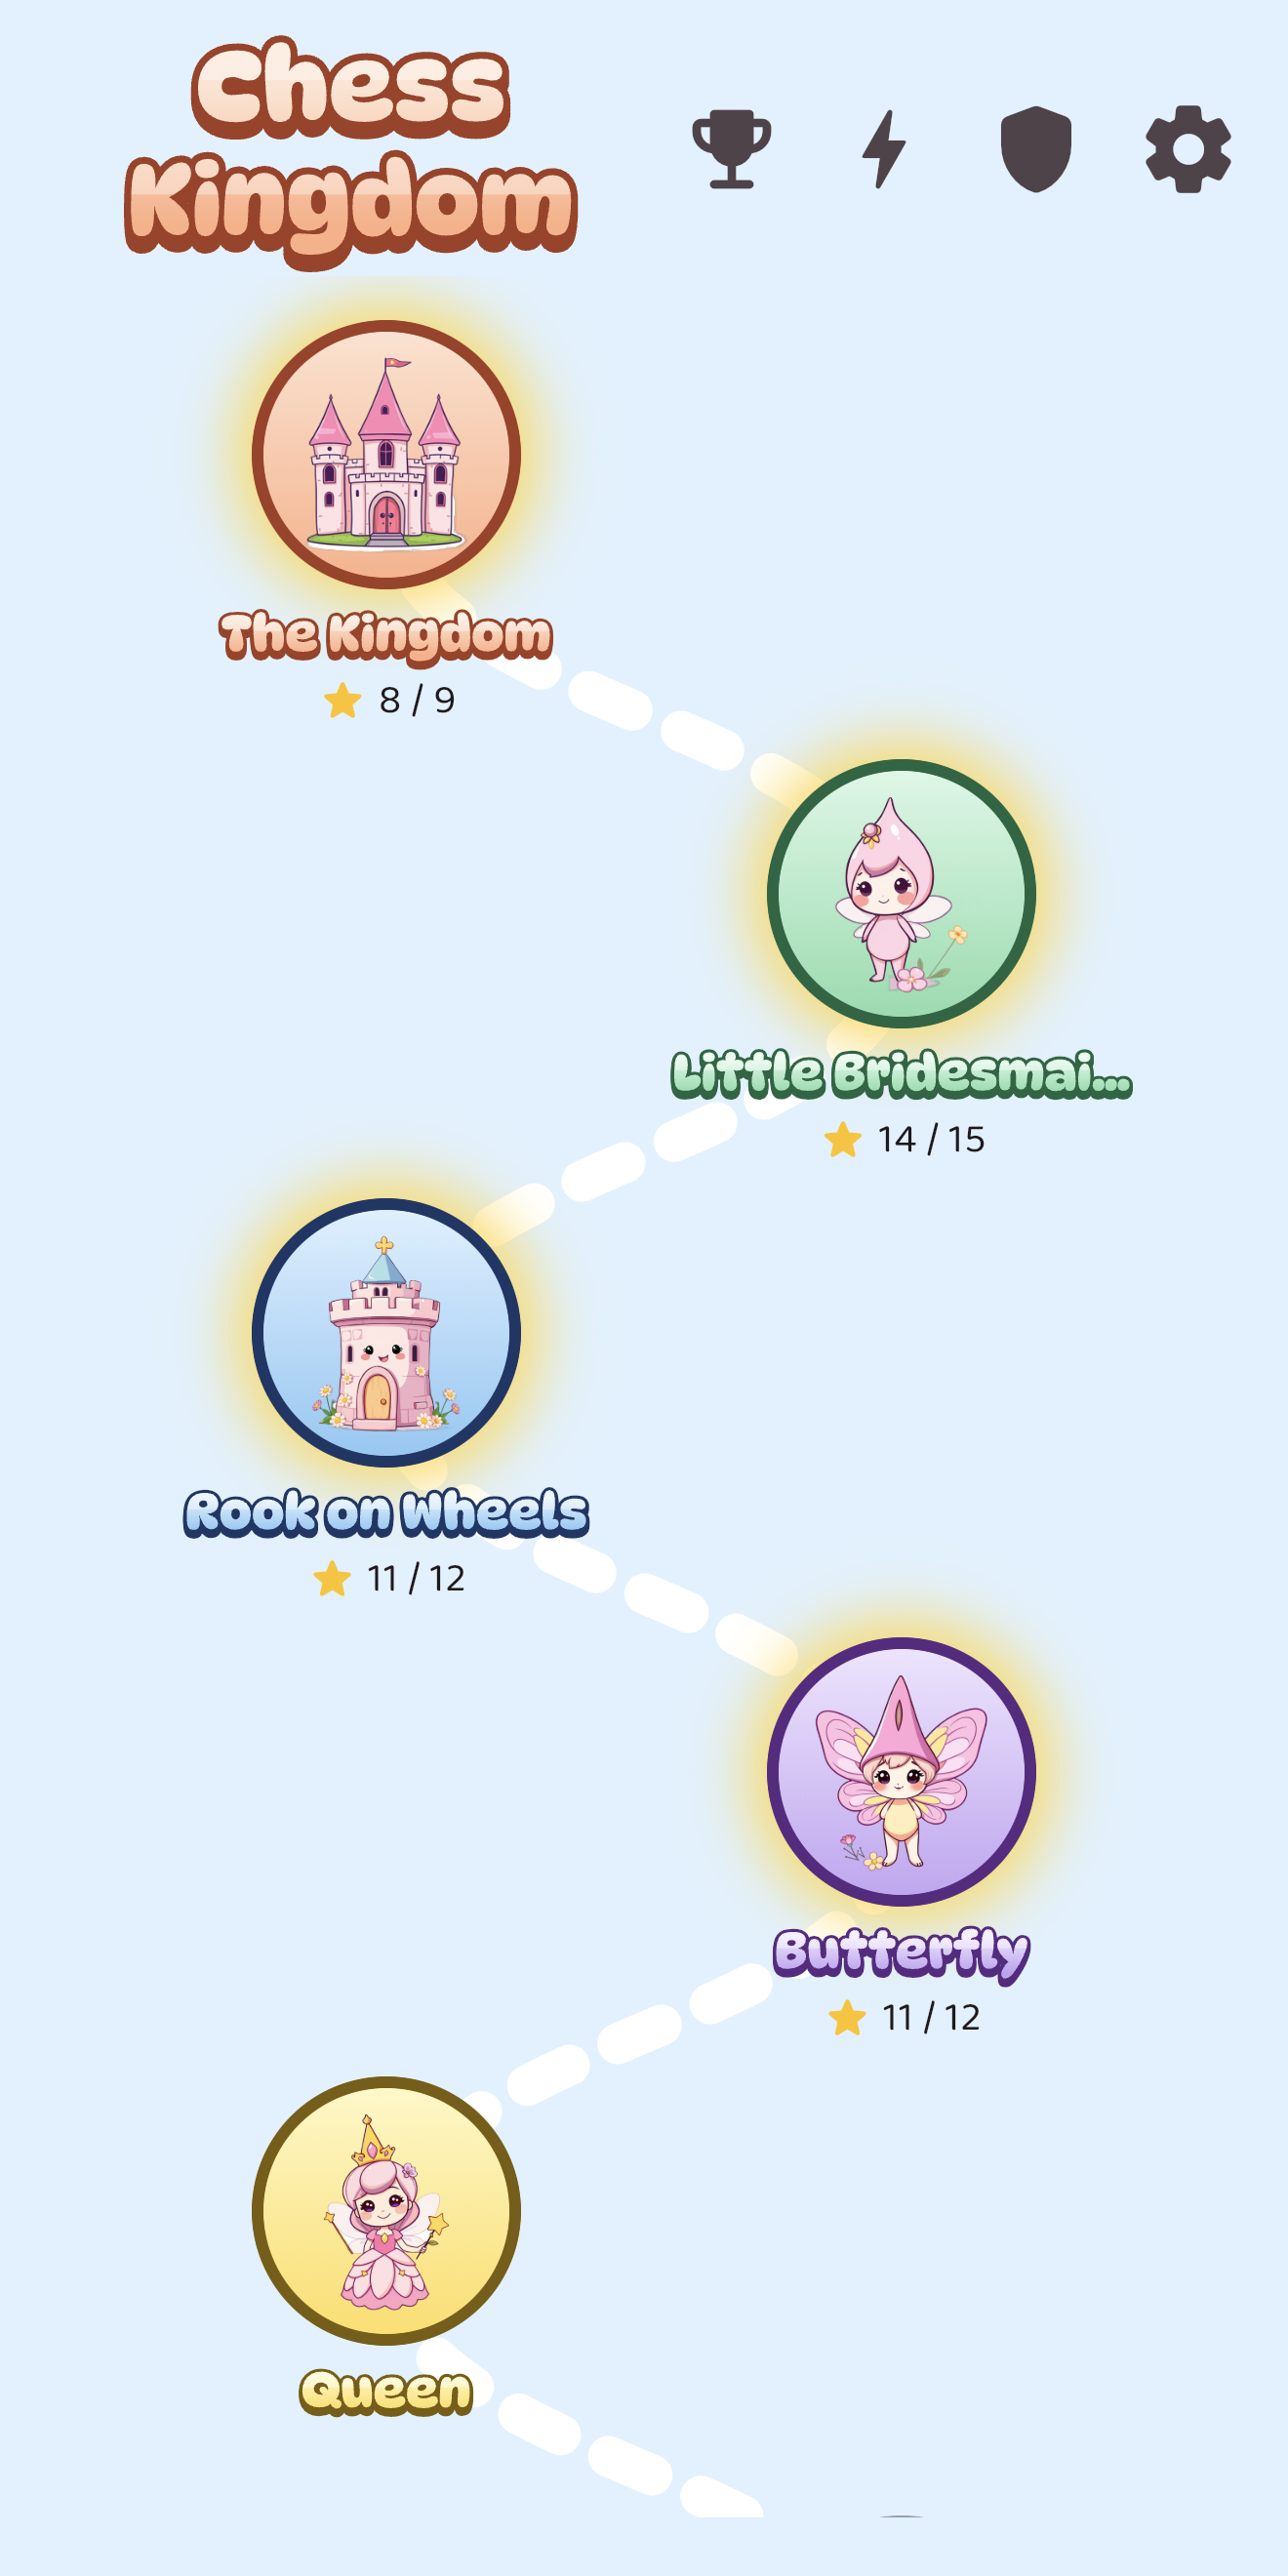 Chess
Kingdom
The Kingdom
8 / 9
Little Bridesmai...
14 / 15
Rook on Wheels
11 / 12
Butterfly
11 / 12
Queen